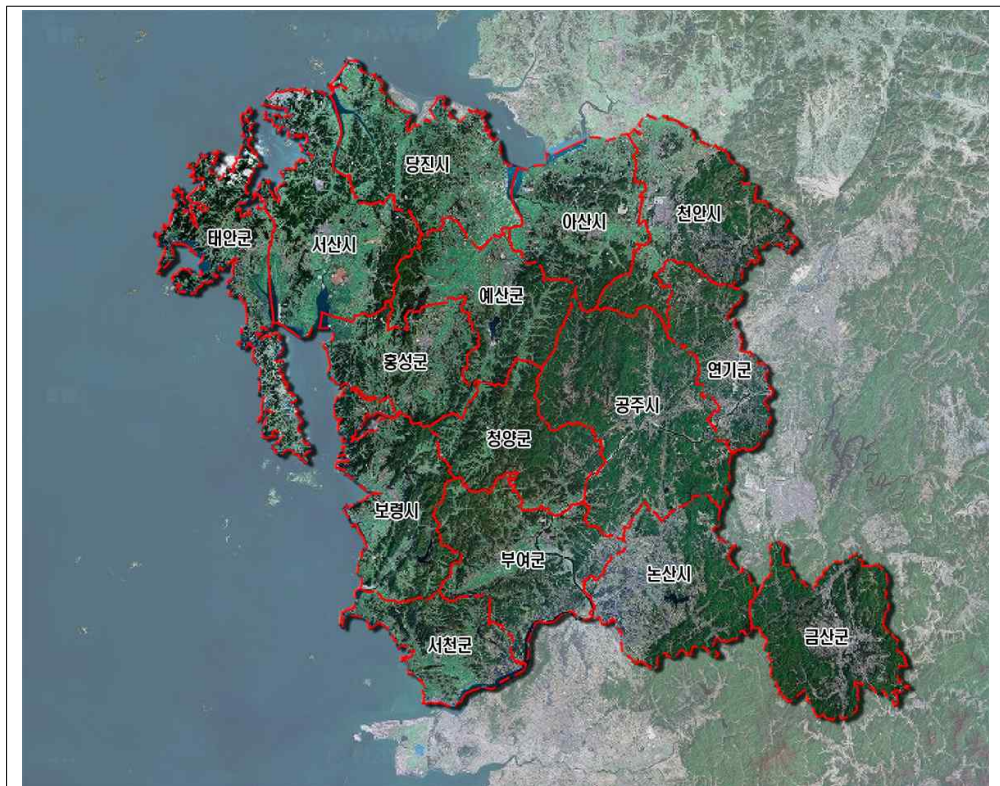 당진시
천안시
아산시
태안군
서산시
예산군
홍성군
연기군
공주시
청양군
보령시
부여군
논산시
서천군
금산군